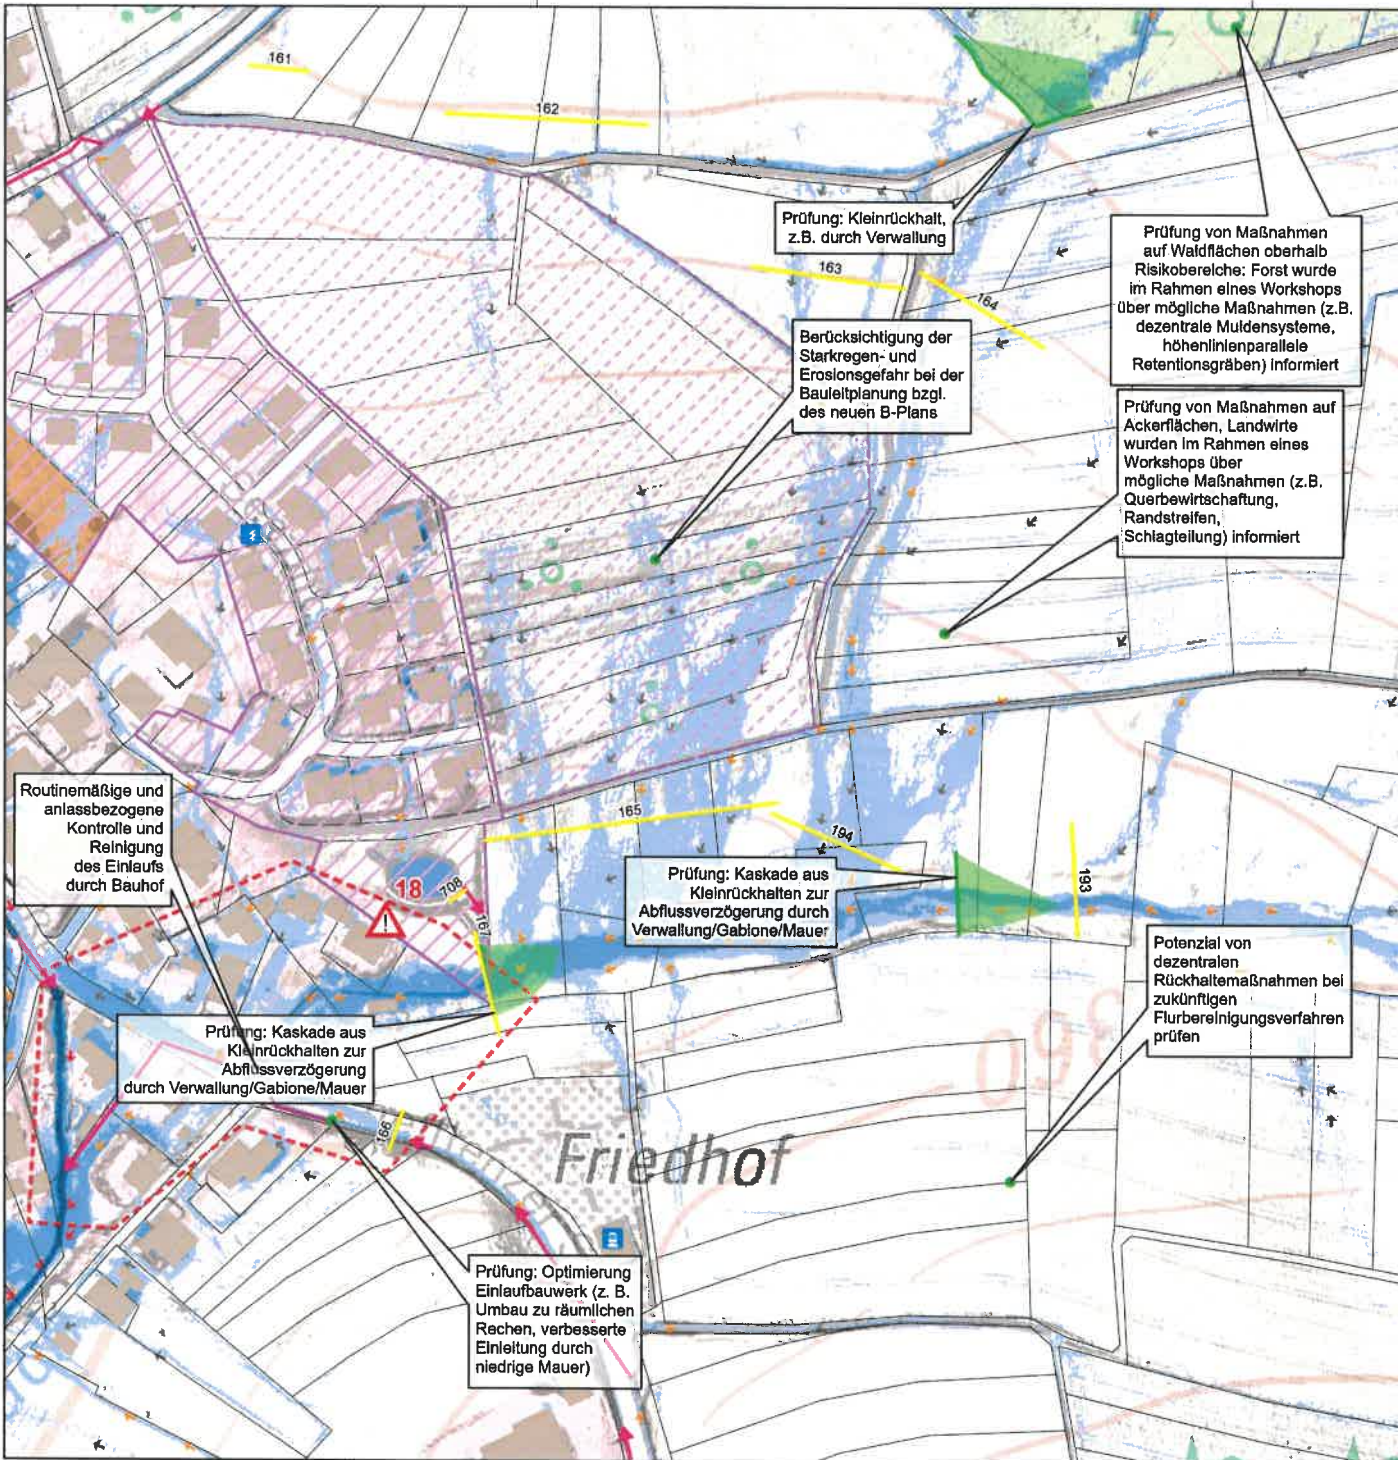 161
162
Prüfung: Kleinrückhalt,
z.B. durch Verwallung
Prüfung von Maßnahmen
auf Waldflächen oberhalb
Risikobereiche: Forst wurde
im Rahmen eines Workshops
über mögliche Maßnahmen (z.B.
dezentrale Muldensysteme,
höhenlinienparallele
Retentionsgräben) informiert
163
164
Berücksichtigung der
Starkregen- und
Erosionsgefahr bei der
Bauleitplanung bzgl.
des neuen B-Plans
Prüfung von Maßnahmen auf
Ackerflächen, Landwirte
wurden im Rahmen eines
Workshops über
mögliche Maßnahmen (z.B.
Querbewirtschaftung,
Randstreifen,
Schlagteilung) informiert
Routinemäßige und
anlassbezogene
Kontrolle und
Reinigung
des Einlaufs
durch Bauhof
165
194
193
18
708
167
Prüfung: Kaskade aus
Kleinrückhalten zur
Abflussverzögerung durch
Verwallung/Gabione/Mauer
Potenzial von
dezentralen
Rückhaltemaßnahmen bei
zukünftigen
Flurbereinigungsverfahren
prüfen
Prüfung: Kaskade aus
Kleinrückhalten zur
Abflussverzögerung
durch Verwallung/Gabione/Mauer
360
166
Friedhof
Prüfung: Optimierung
Einlaufbauwerk (z. B.
Umbau zu räumlichen
Rechen, verbesserte
Einleitung durch
niedrige Mauer)